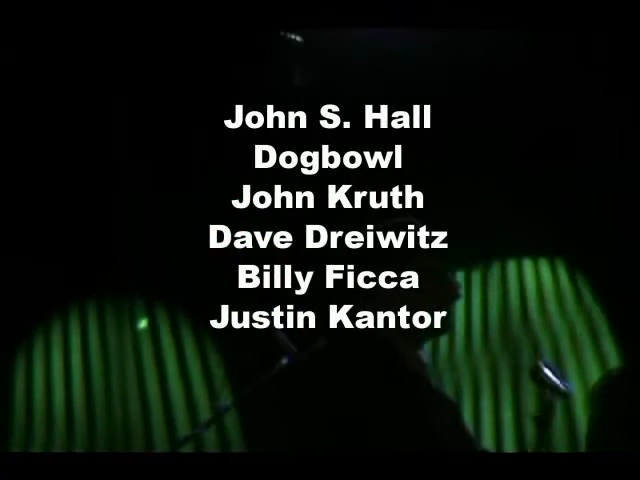 John S. Hall
Dogbowl
John Kruth
Dave Dreiwitz
Billy Ficca
Justin Kantor